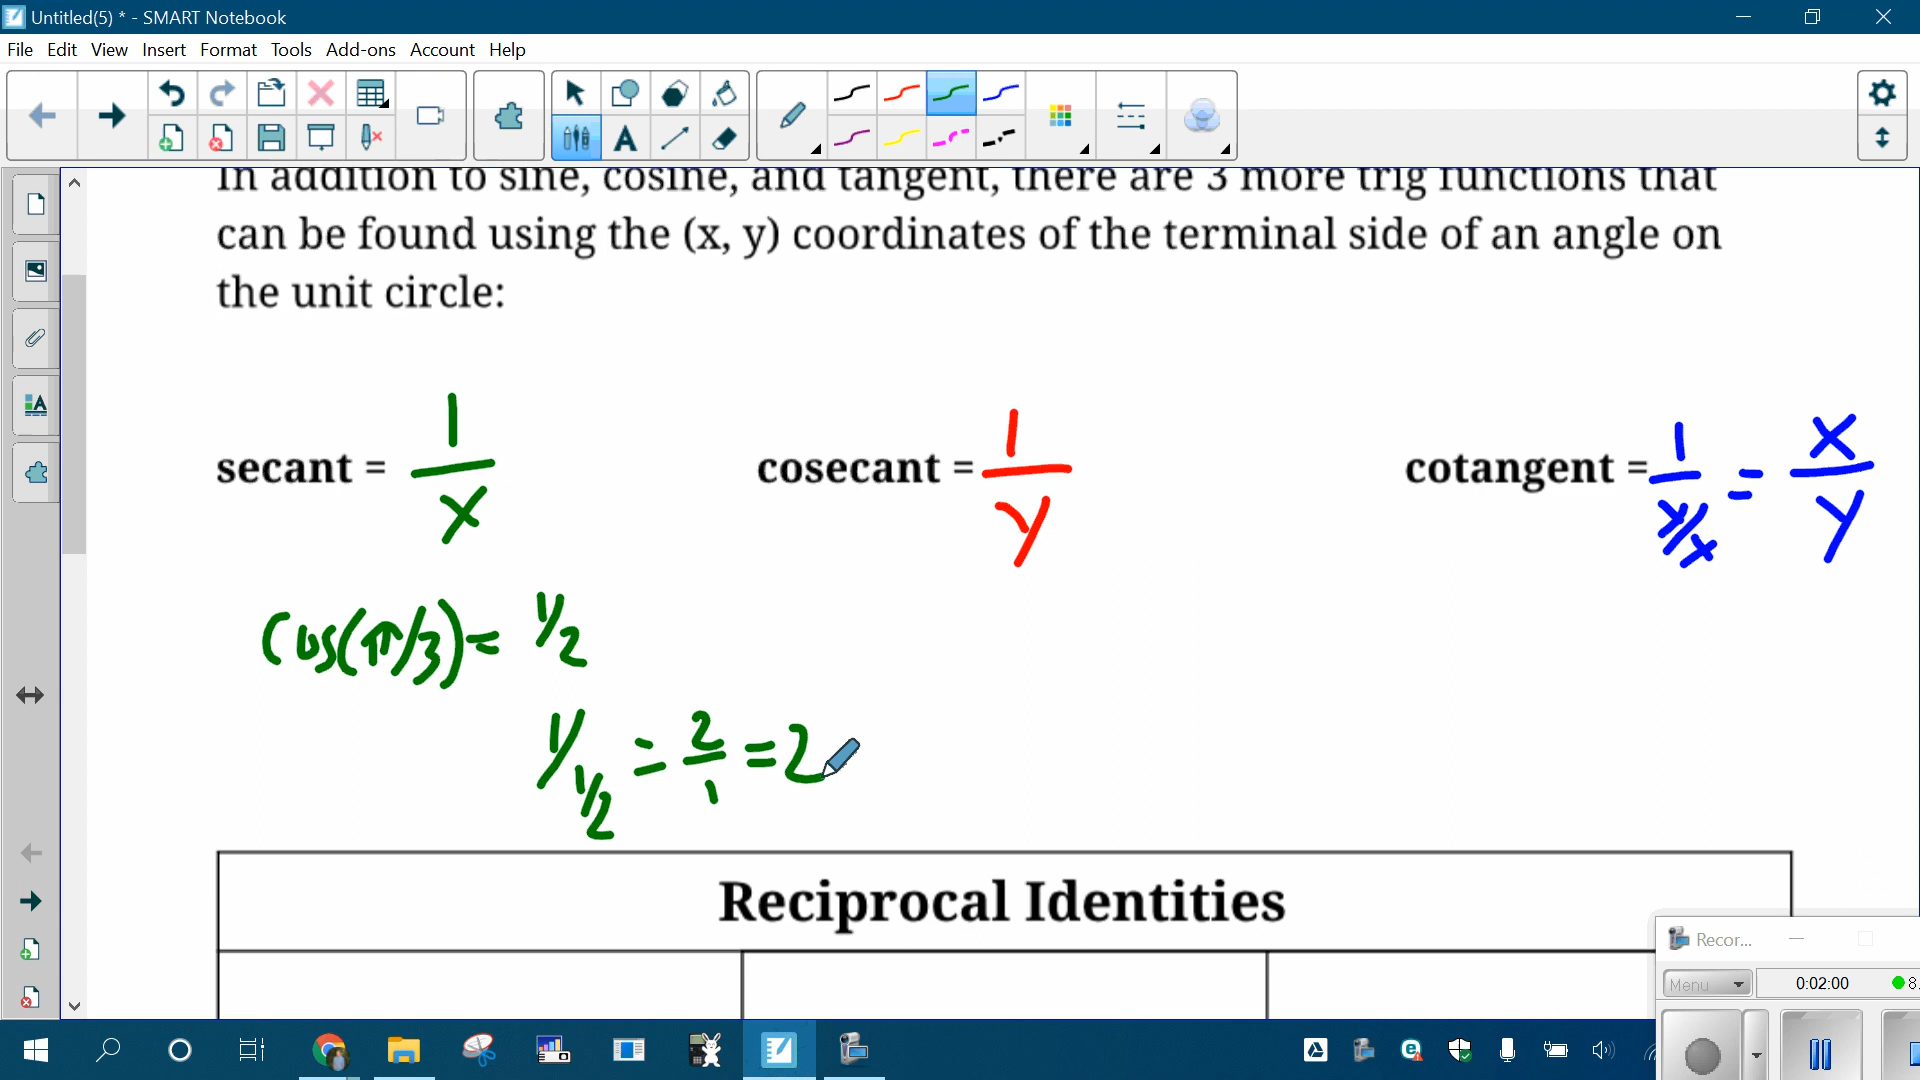 Untitled(5) * - SMART Notebook
File Edit View Insert Format Tools Add-ons Account Help
In addition to sine, cosine, and tangent, there are 3 more trig functions that
can be found using the (x, y) coordinates of the terminal side of an angle on
the unit circle:
secant = 1/x cosecant = 1/y cotangent = 1/y/x = x/y
Cos(π/3) = 1/2
1/1/2 = 2/1 = 2
Reciprocal Identities
Recor...
Menu 0:02:00 8.